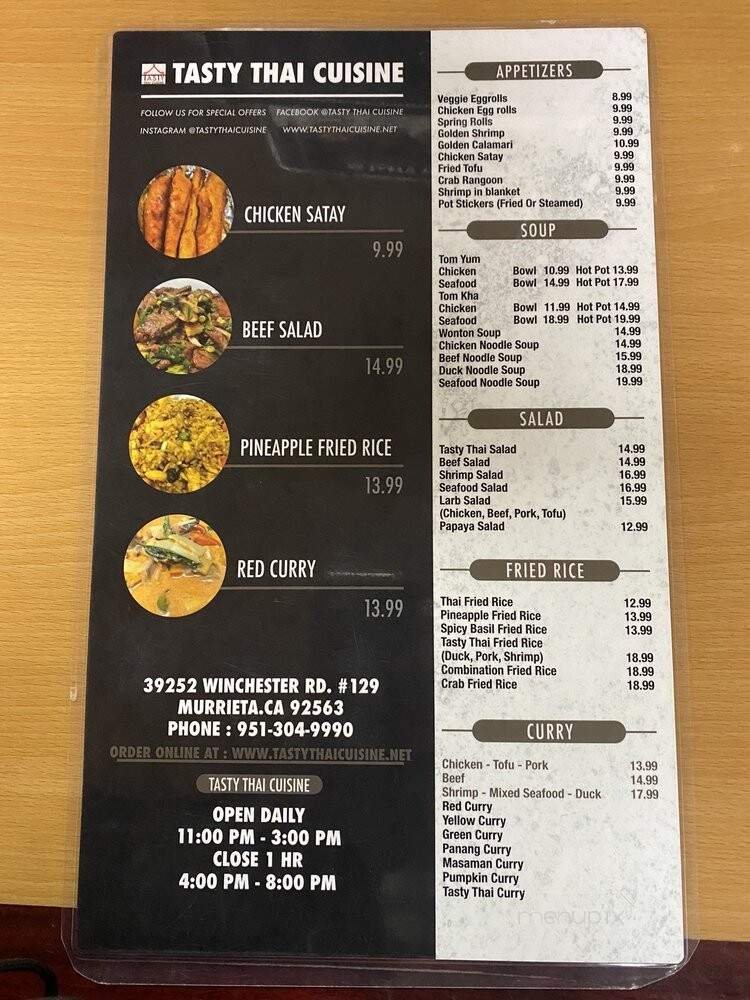 TASTY THAI CUISINE
FOLLOW US FOR SPECIAL OFFERS FACEBOOK @TASTY THAI CUISINE
INSTAGRAM @TASTYTHAICUISINE WWW.TASTYTHAICUISINE.NET
CHICKEN SATAY
9.99
BEEF SALAD
14.99
PINEAPPLE FRIED RICE
13.99
RED CURRY
13.99
39252 WINCHESTER RD. #129
MURRIETA.CA 92563
PHONE : 951-304-9990
ORDER ONLINE AT : WWW.TASTYTHAICUISINE.NET
TASTY THAI CUISINE
OPEN DAILY
11:00 PM - 3:00 PM
CLOSE 1 HR
4:00 PM - 8:00 PM
APPETIZERS
Veggie Eggrolls 8.99
Chicken Egg rolls 9.99
Spring Rolls 9.99
Golden Shrimp 9.99
Golden Calamari 10.99
Chicken Satay 9.99
Fried Tofu 9.99
Crab Rangoon 9.99
Shrimp in blanket 9.99
Pot Stickers (Fried Or Steamed) 9.99
SOUP
Tom Yum
Chicken Bowl 10.99 Hot Pot 13.99
Seafood Bowl 14.99 Hot Pot 17.99
Tom Kha
Chicken Bowl 11.99 Hot Pot 14.99
Seafood Bowl 18.99 Hot Pot 19.99
Wonton Soup 14.99
Chicken Noodle Soup 14.99
Beef Noodle Soup 15.99
Duck Noodle Soup 18.99
Seafood Noodle Soup 19.99
SALAD
Tasty Thai Salad 14.99
Beef Salad 14.99
Shrimp Salad 16.99
Seafood Salad 16.99
Larb Salad 15.99
(Chicken, Beef, Pork, Tofu)
Papaya Salad 12.99
FRIED RICE
Thai Fried Rice 12.99
Pineapple Fried Rice 13.99
Spicy Basil Fried Rice 13.99
Tasty Thai Fried Rice
(Duck, Pork, Shrimp) 18.99
Combination Fried Rice 18.99
Crab Fried Rice 18.99
CURRY
Chicken - Tofu - Pork 13.99
Beef 14.99
Shrimp - Mixed Seafood - Duck 17.99
Red Curry
Yellow Curry
Green Curry
Panang Curry
Masaman Curry
Pumpkin Curry
Tasty Thai Curry